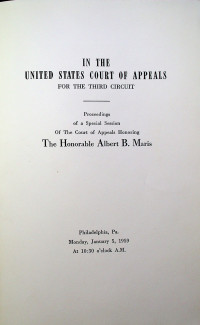 IN THE
UNITED STATES COURT OF APPEALS
FOR THE THIRD CIRCUIT
Proceedings
of a Special Session
Of The Court of Appeals Honoring
The Honorable Albert B. Maris
Philadelphia, Pa.
Monday, January 5, 1959
At 10:30 o'clock A.M.